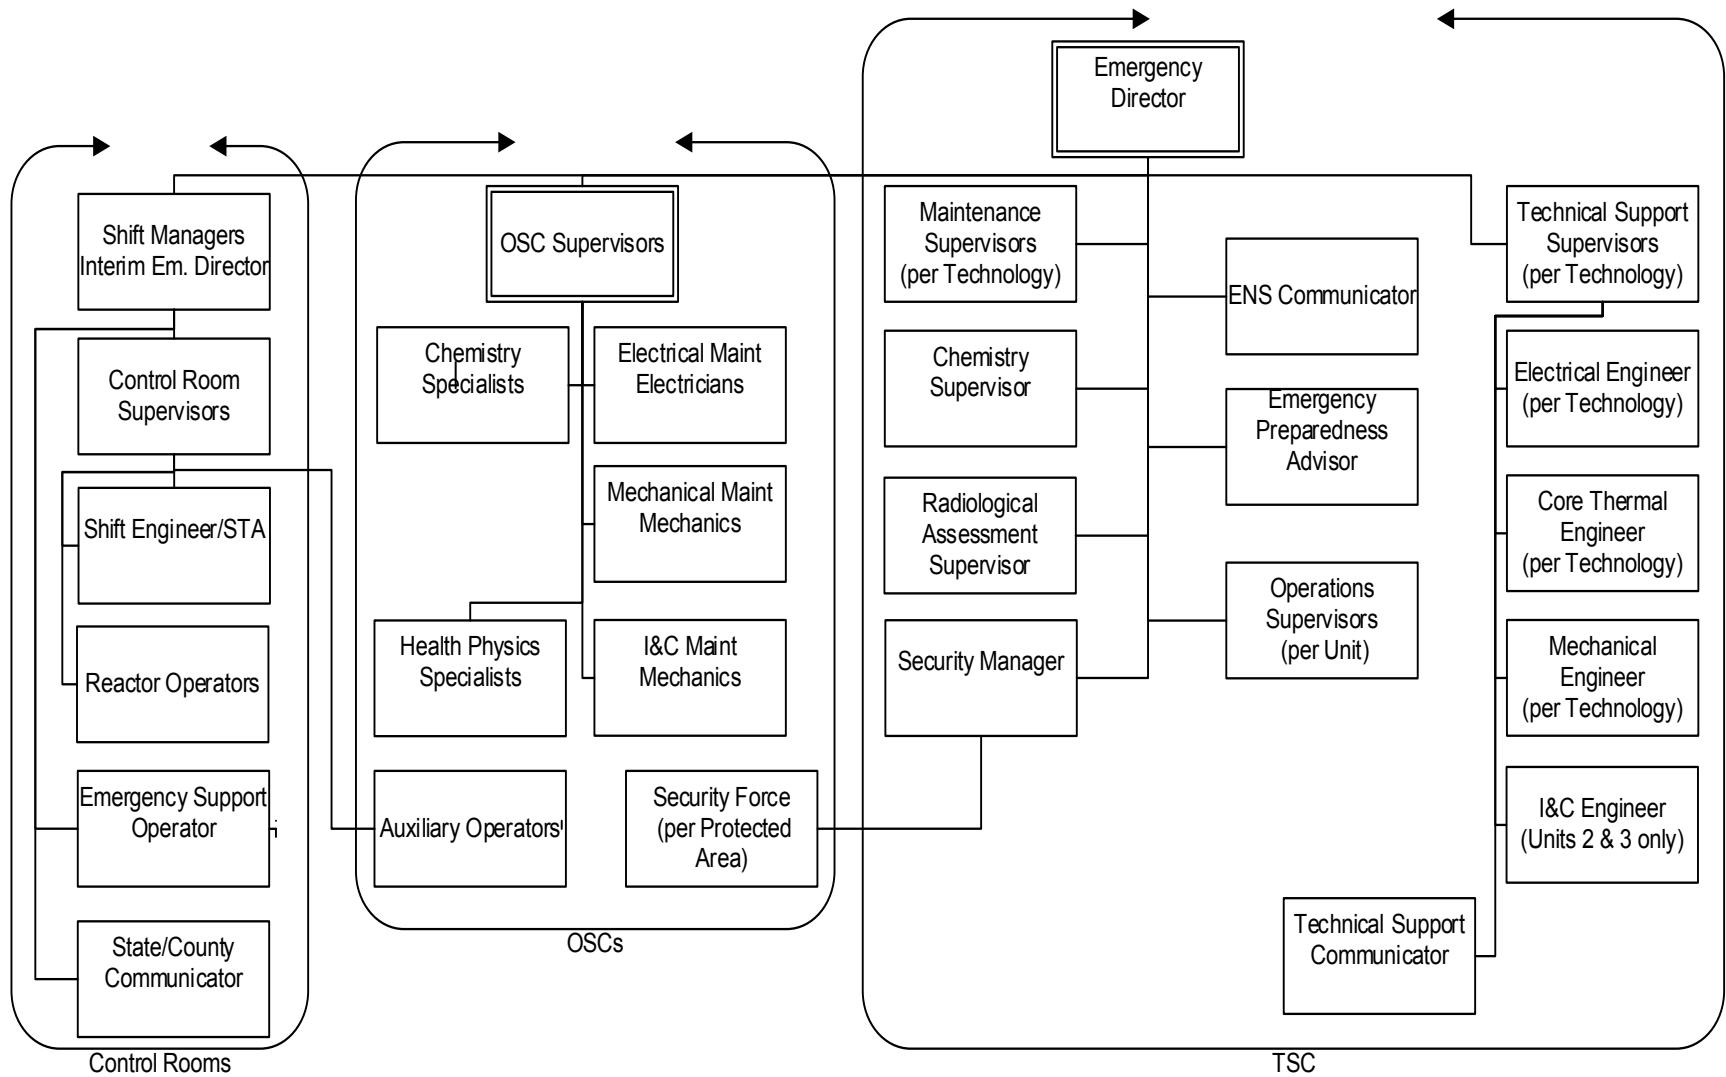 Emergency
Director
Shift Managers
Interim Em. Director
Control Room
Supervisors
Shift Engineer/STA
Reactor Operators
Emergency Support
Operator
State/County
Communicator
Control Rooms
OSC Supervisors
Chemistry
Specialists
Electrical Maint
Electricians
Mechanical Maint
Mechanics
Health Physics
Specialists
I&C Maint
Mechanics
Auxiliary Operators
Security Force
(per Protected
Area)
OSCs
Maintenance
Supervisors
(per Technology)
Chemistry
Supervisor
Radiological
Assessment
Supervisor
Security Manager
ENS Communicator
Emergency
Preparedness
Advisor
Operations
Supervisors
(per Unit)
Technical Support
Supervisors
(per Technology)
Electrical Engineer
(per Technology)
Core Thermal
Engineer
(per Technology)
Mechanical
Engineer
(per Technology)
I&C Engineer
(Units 2 & 3 only)
Technical Support
Communicator
TSC